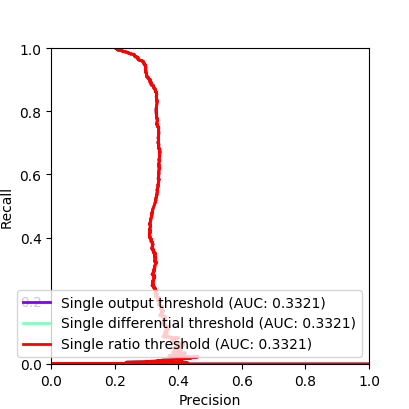 1.0
0.8
0.6
0.4
0.2
0.0
Recall
Single output threshold (AUC: 0.3321)
Single differential threshold (AUC: 0.3321)
Single ratio threshold (AUC: 0.3321)
0.0 0.2 0.4 0.6 0.8 1.0
Precision